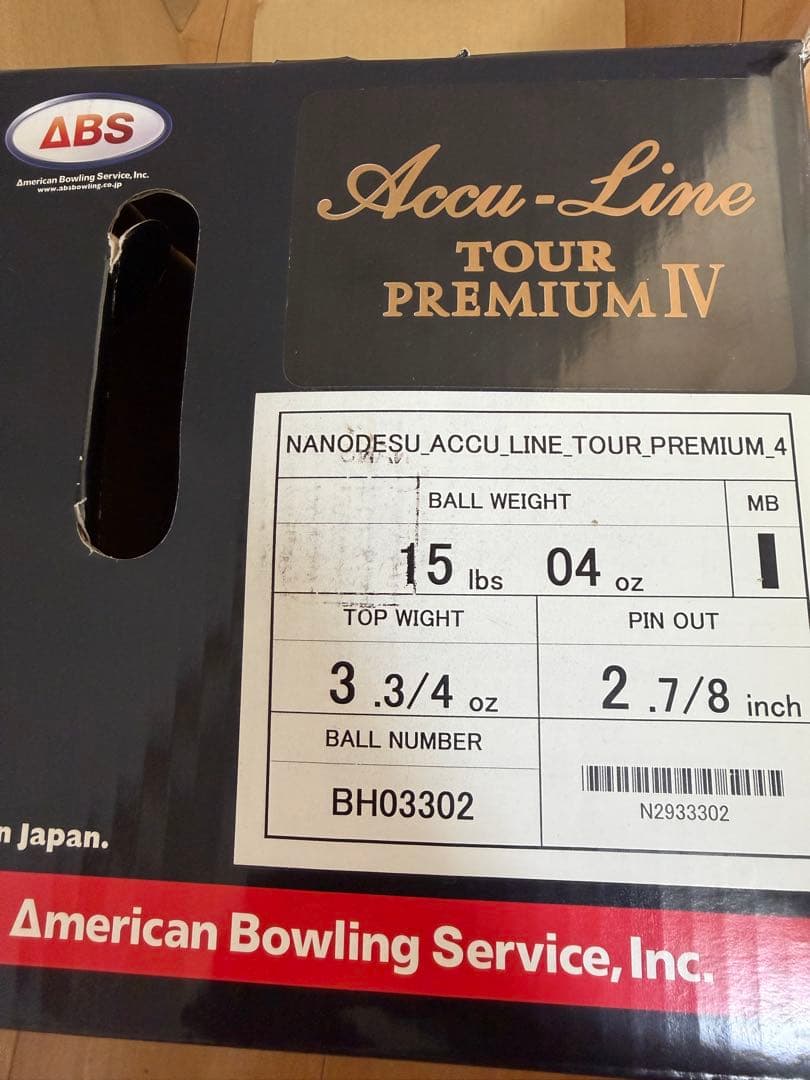 ABS
American Bowling Service, Inc.
www.absbowling.co.jp
Accu-Line
TOUR
PREMIUM IV
NANODESU_ACCU_LINE_TOUR_PREMIUM_4
BALL WEIGHT
MB
15 lbs 04 oz
I
TOP WIGHT
PIN OUT
3 .3/4 oz
2 .7/8 inch
BALL NUMBER
BH03302
N2933302
n Japan.
American Bowling Service, Inc.